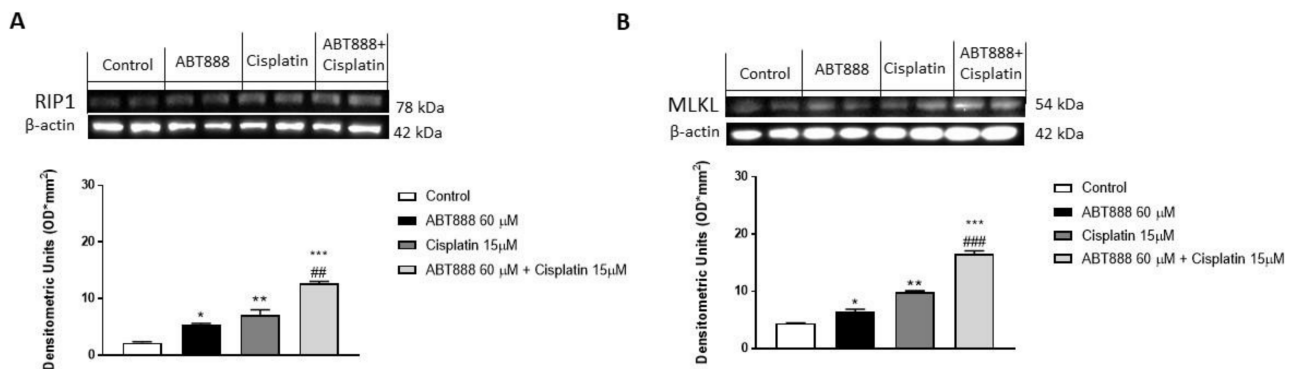 A
Control ABT888 Cisplatin ABT888+
Cisplatin
RIP1 78 kDa
β-actin 42 kDa
Densitometric Units (OD*mm²)
30
20
10
0
*
**
***
##
Control
ABT888 60 µM
Cisplatin 15µM
ABT888 60 µM + Cisplatin 15µM
B
Control ABT888 Cisplatin ABT888+
Cisplatin
MLKL 54 kDa
β-actin 42 kDa
Densitometric Units (OD*mm²)
30
20
10
0
*
**
***
###
Control
ABT888 60 µM
Cisplatin 15µM
ABT888 60 µM + Cisplatin 15µM